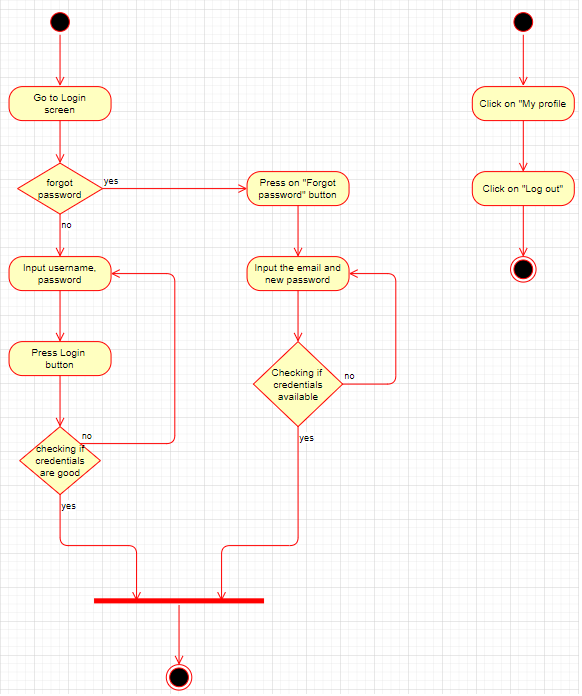 Go to Login
screen
forgot
password
yes
no
Input username,
password
Press Login
button
no
checking if
credentials
are good
yes
Press on "Forgot
password" button
Input the email and
new password
Checking if
credentials
available
no
yes
Click on "My profile
Click on "Log out"